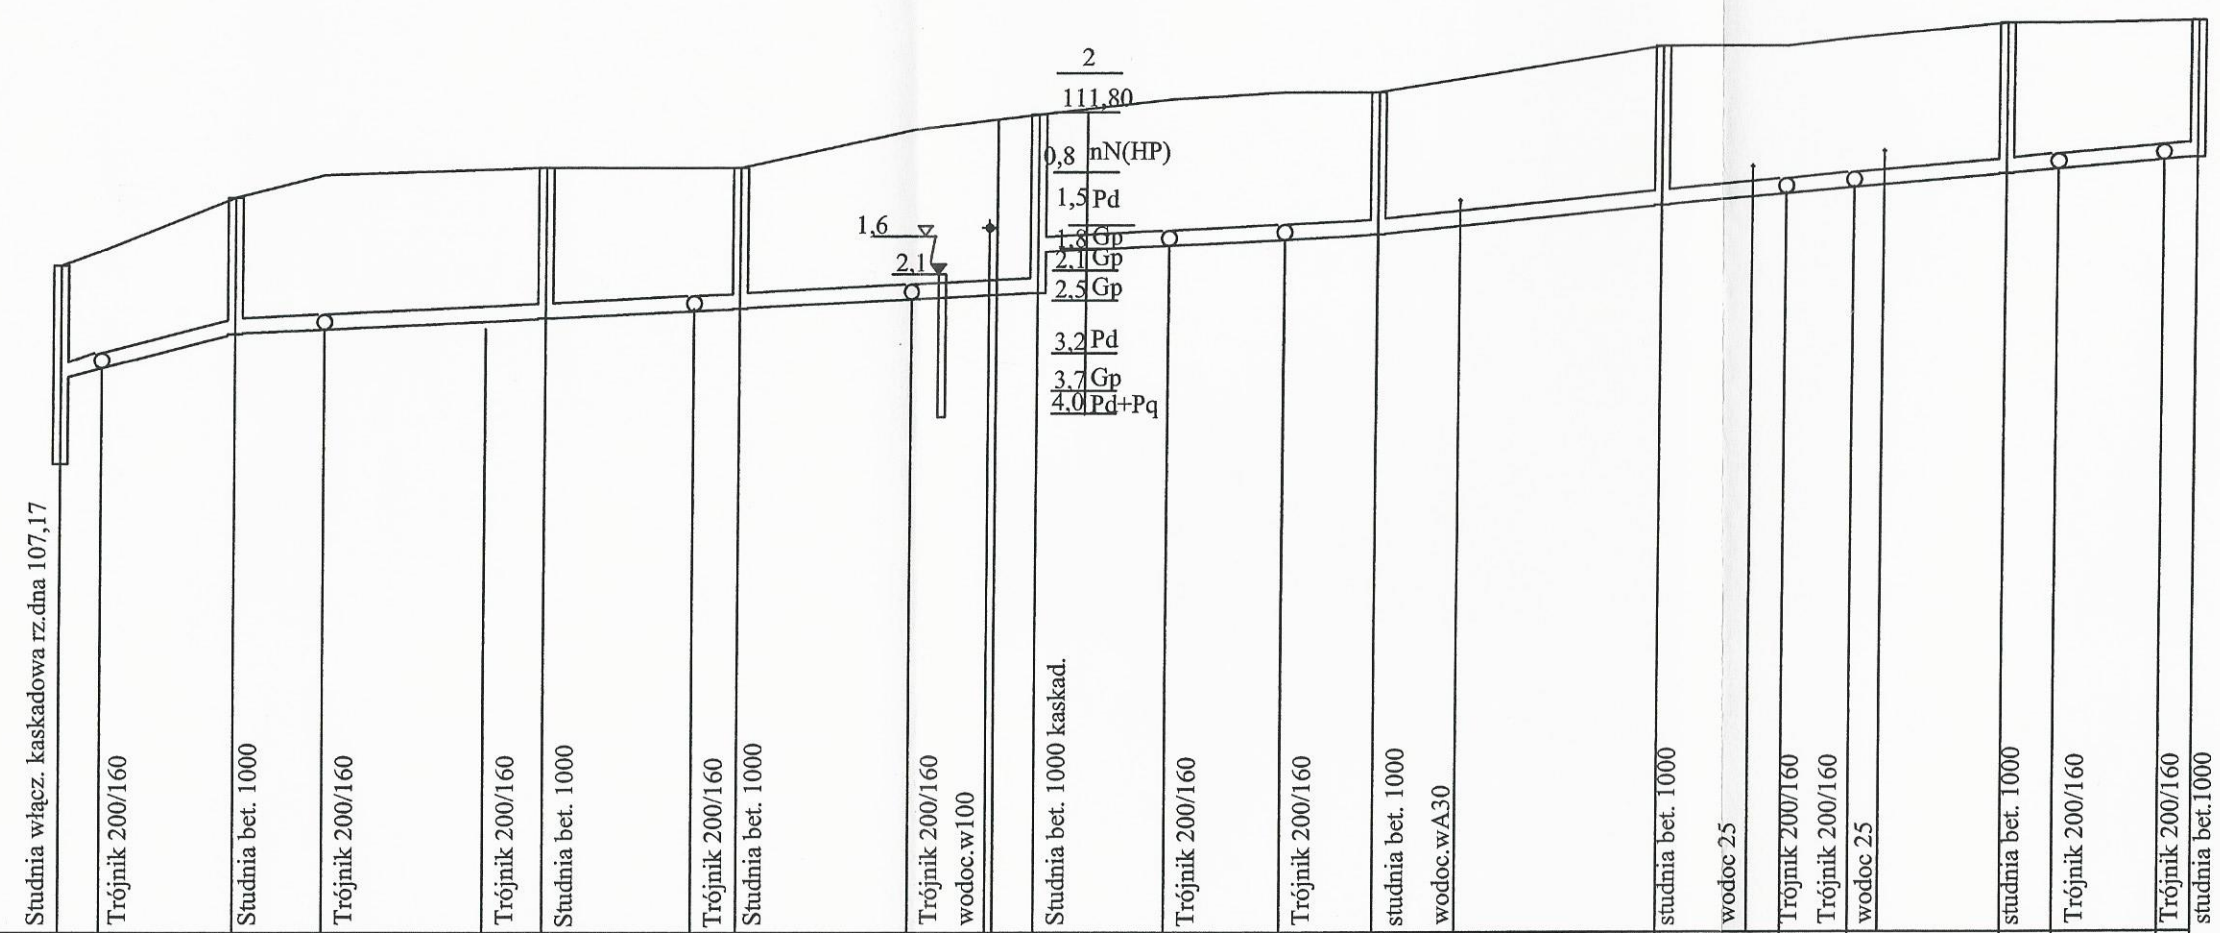 2
111,80
0,8 nN(HP)
1,5 Pd
1,8 Gp
2,1 Gp
2,5 Gp
3,2 Pd
3,7 Gp
4,0 Pd+Pq
1,6
2,1
Studnia włącz. kaskadowa rz.dna 107,17
Trójnik 200/160
Studnia bet. 1000
Trójnik 200/160
Trójnik 200/160
Studnia bet. 1000
Trójnik 200/160
Studnia bet. 1000
Trójnik 200/160
wodoc.w100
Studnia bet. 1000 kaskad.
Trójnik 200/160
Trójnik 200/160
studnia bet. 1000
wodoc.wA30
studnia bet. 1000
wodoc 25
Trójnik 200/160
Trójnik 200/160
wodoc 25
studnia bet. 1000
Trójnik 200/160
Trójnik 200/160
studnia bet.1000